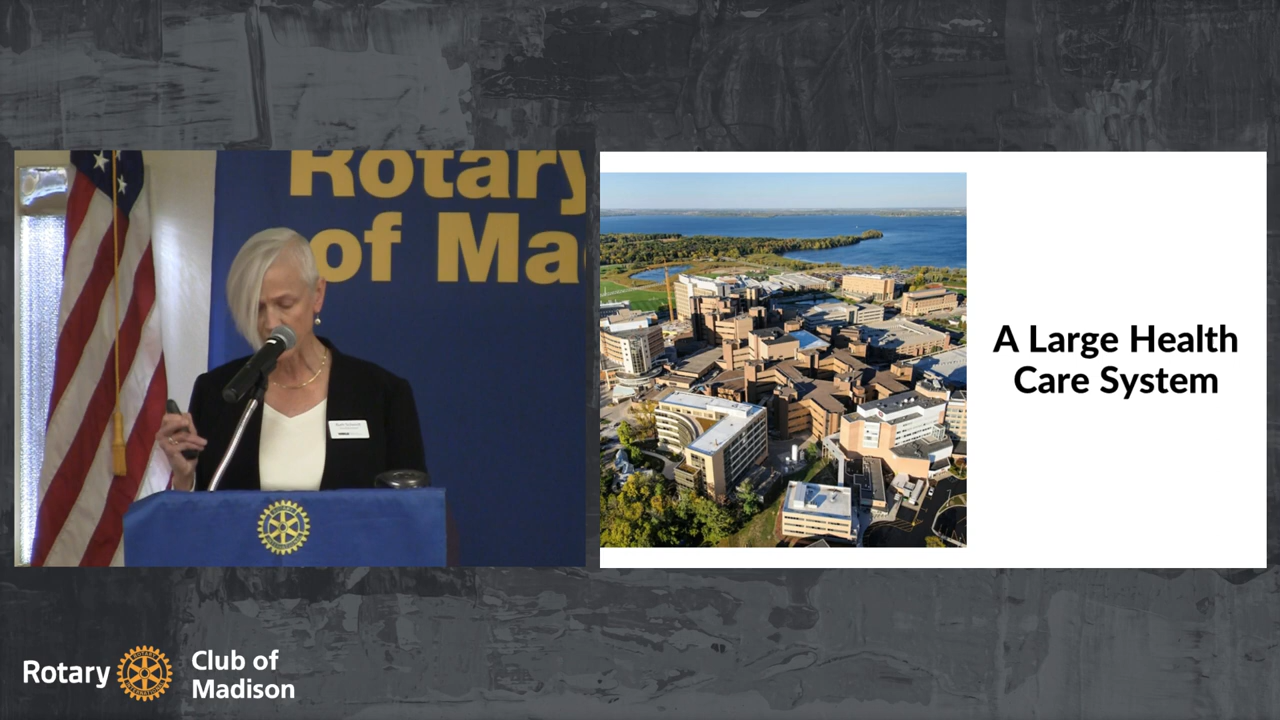 Rotary
of Ma
A Large Health
Care System
Rotary
Club of
Madison